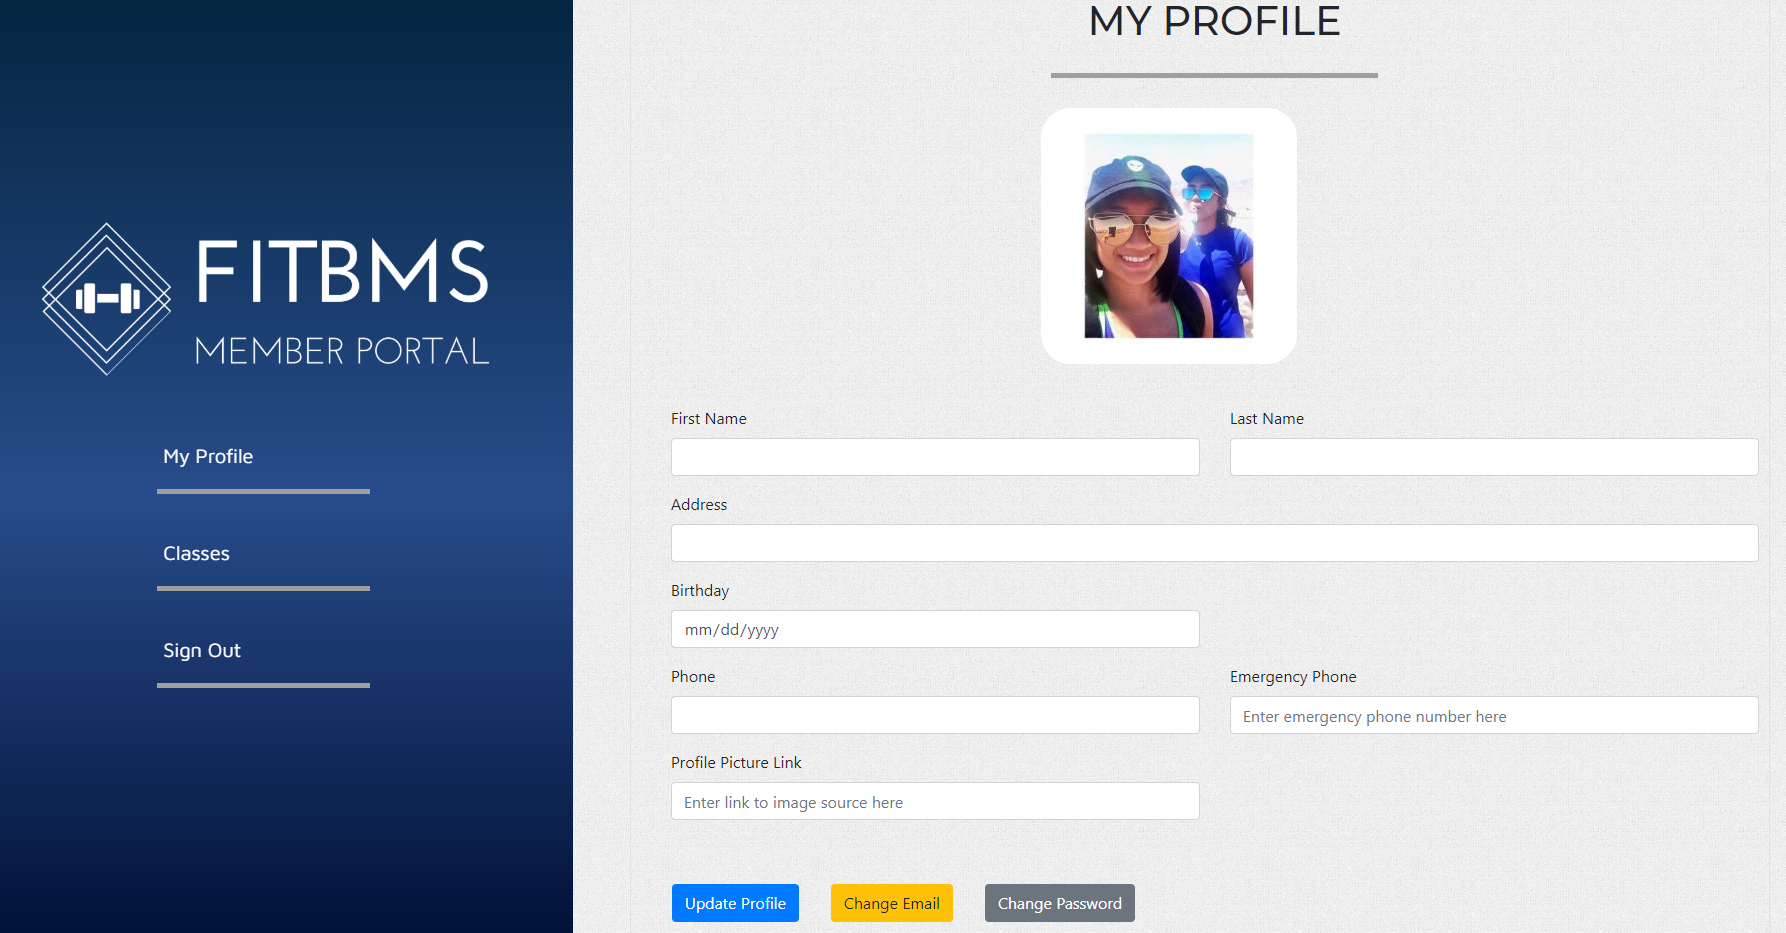 FITBMS
MEMBER PORTAL
My Profile
Classes
Sign Out
MY PROFILE
First Name
Last Name
Address
Birthday
mm/dd/yyyy
Phone
Emergency Phone
Enter emergency phone number here
Profile Picture Link
Enter link to image source here
Update Profile
Change Email
Change Password